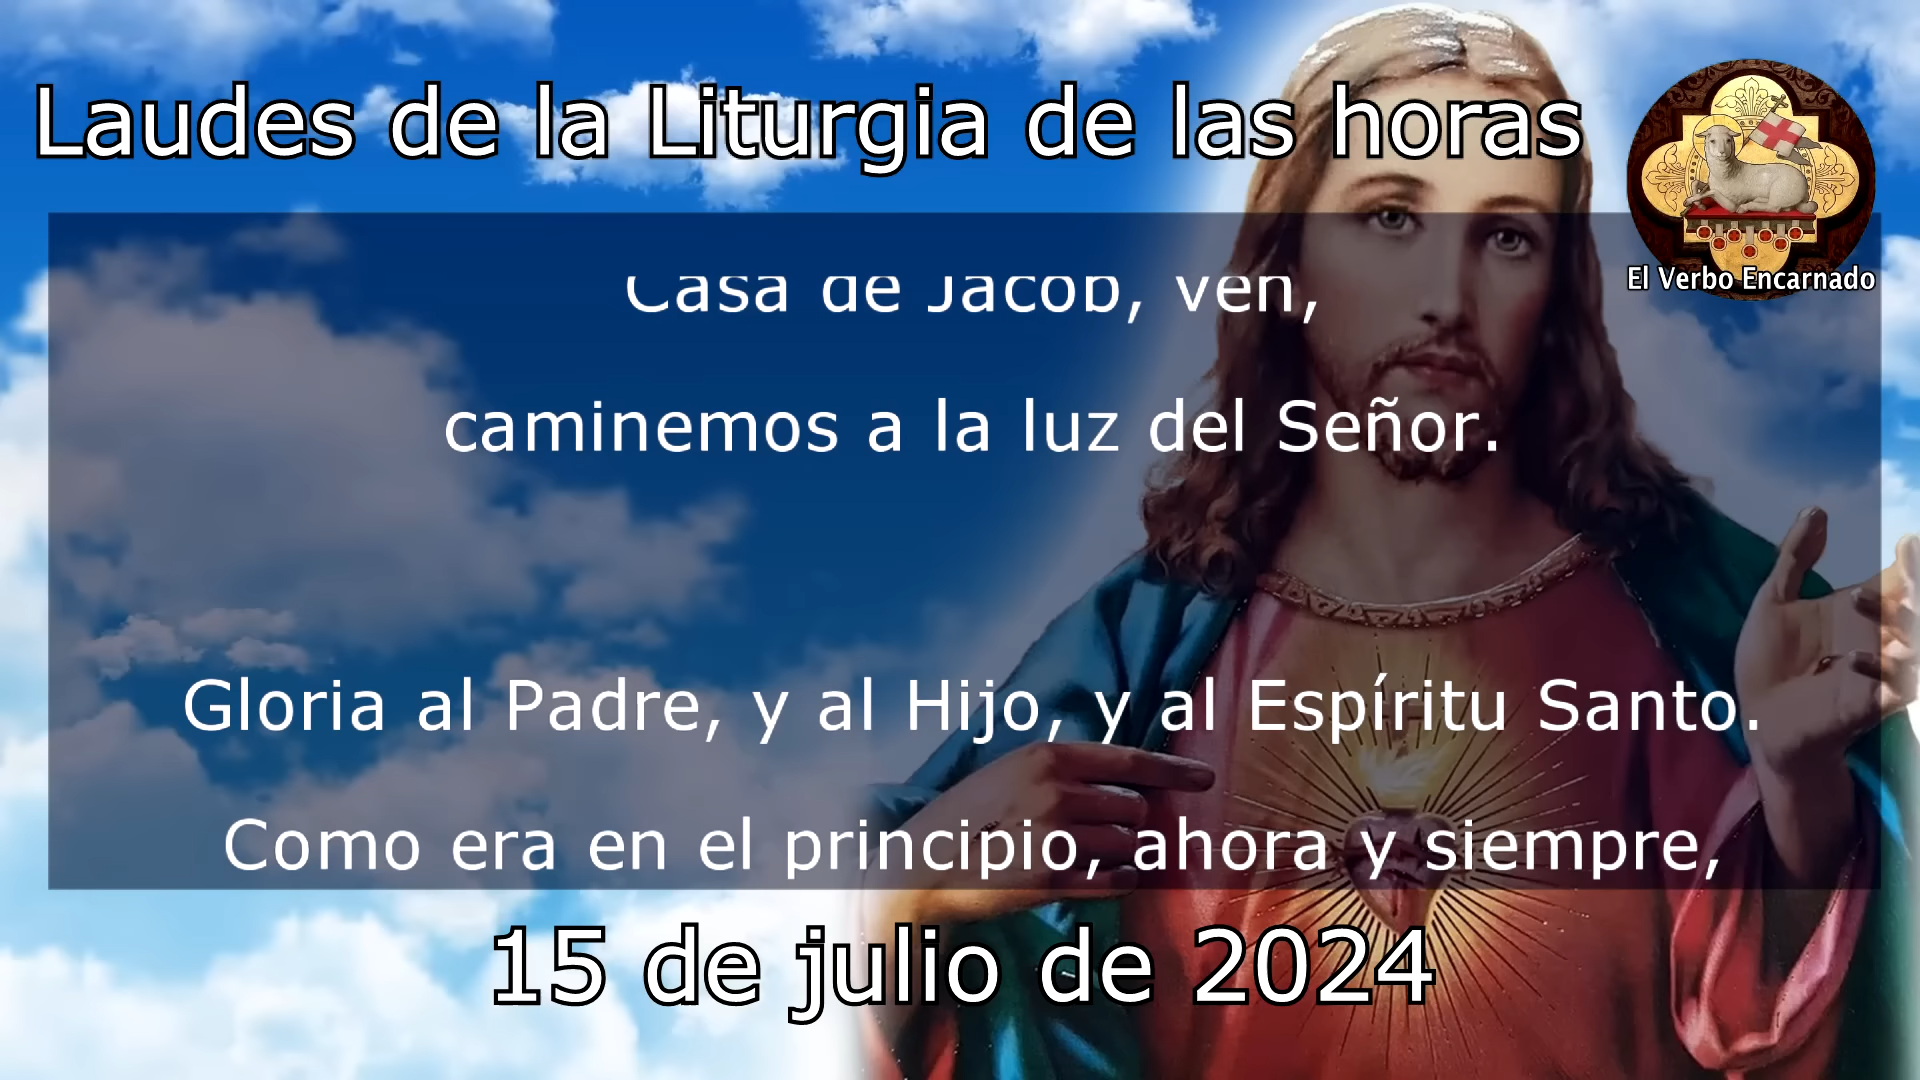 Laudes de la Liturgia de las horas
El Verbo Encarnado
Casa de Jacob, ven,
caminemos a la luz del Señor.
Gloria al Padre, y al Hijo, y al Espíritu Santo.
Como era en el principio, ahora y siempre,
15 de julio de 2024